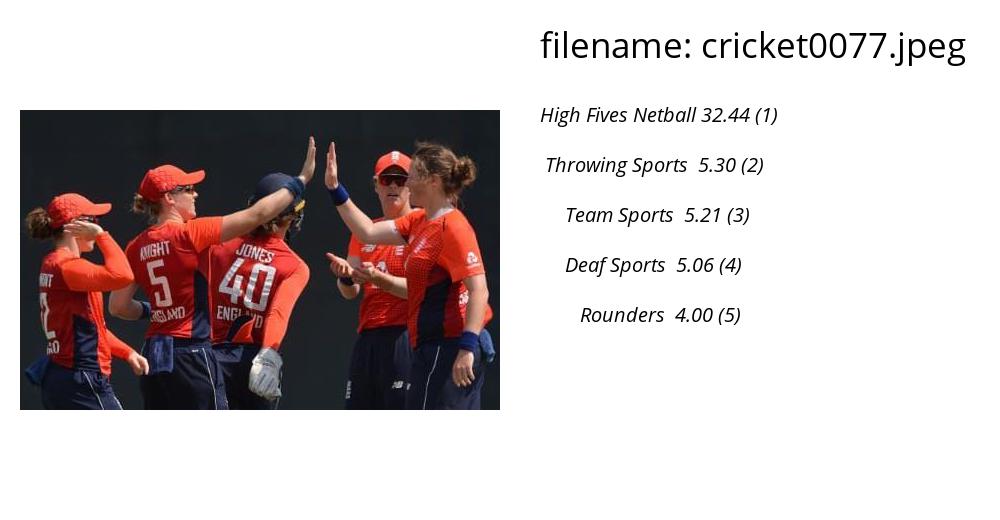 filename: cricket0077.jpeg
High Fives Netball 32.44 (1)
Throwing Sports 5.30 (2)
Team Sports 5.21 (3)
Deaf Sports 5.06 (4)
Rounders 4.00 (5)
KNIGHT
5
ENGLAND
JONES
40
ENGLAND
2